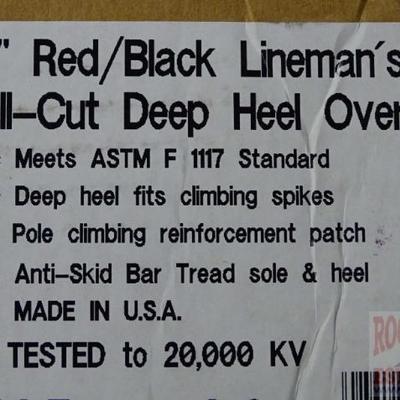 " Red/Black Lineman's
ll-Cut Deep Heel Over
Meets ASTM F 1117 Standard
Deep heel fits climbing spikes
Pole climbing reinforcement patch
Anti-Skid Bar Tread sole & heel
MADE IN U.S.A.
TESTED to 20,000 KV